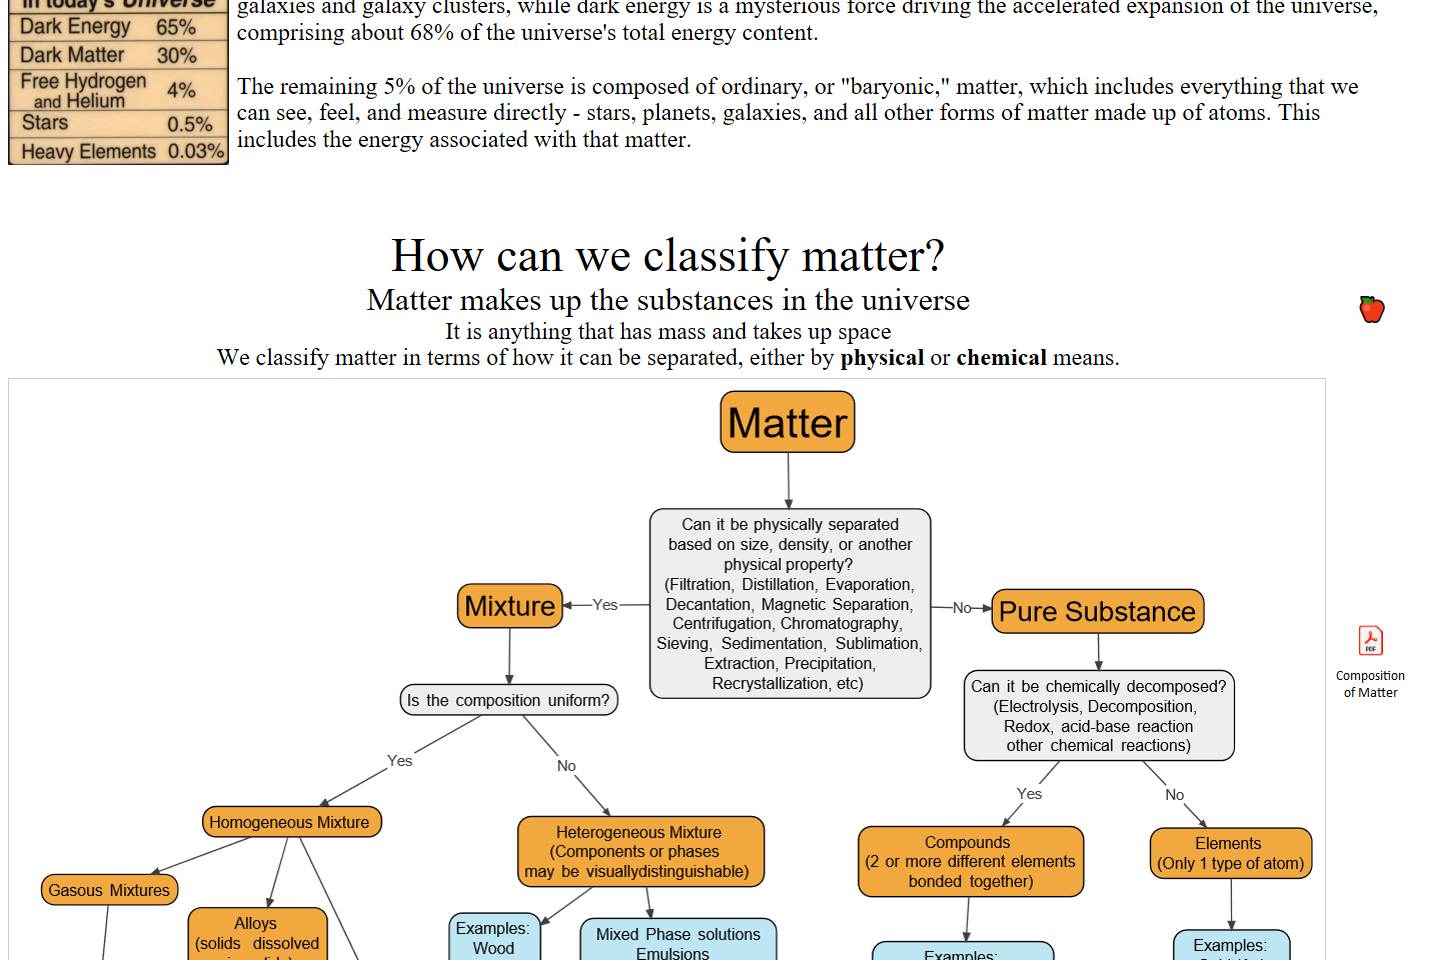 in today's Universe
Dark Energy 65%
Dark Matter 30%
Free Hydrogen and Helium 4%
Stars 0.5%
Heavy Elements 0.03%
galaxies and galaxy clusters, while dark energy is a mysterious force driving the accelerated expansion of the universe,
comprising about 68% of the universe's total energy content.
The remaining 5% of the universe is composed of ordinary, or "baryonic," matter, which includes everything that we
can see, feel, and measure directly - stars, planets, galaxies, and all other forms of matter made up of atoms. This
includes the energy associated with that matter.
How can we classify matter?
Matter makes up the substances in the universe
It is anything that has mass and takes up space
We classify matter in terms of how it can be separated, either by physical or chemical means.
Matter
Can it be physically separated
based on size, density, or another
physical property?
(Filtration, Distillation, Evaporation,
Decantation, Magnetic Separation,
Centrifugation, Chromatography,
Sieving, Sedimentation, Sublimation,
Extraction, Precipitation,
Recrystallization, etc)
Yes
No
Mixture
Pure Substance
Is the composition uniform?
Can it be chemically decomposed?
(Electrolysis, Decomposition,
Redox, acid-base reaction
other chemical reactions)
PDF
Composition
of Matter
Yes
No
Yes
No
Homogeneous Mixture
Heterogeneous Mixture
(Components or phases
may be visuallydistinguishable)
Compounds
(2 or more different elements
bonded together)
Elements
(Only 1 type of atom)
Gasous Mixtures
Alloys
(solids dissolved
Examples:
Wood
Mixed Phase solutions
Emulsions
Examples:
Examples: